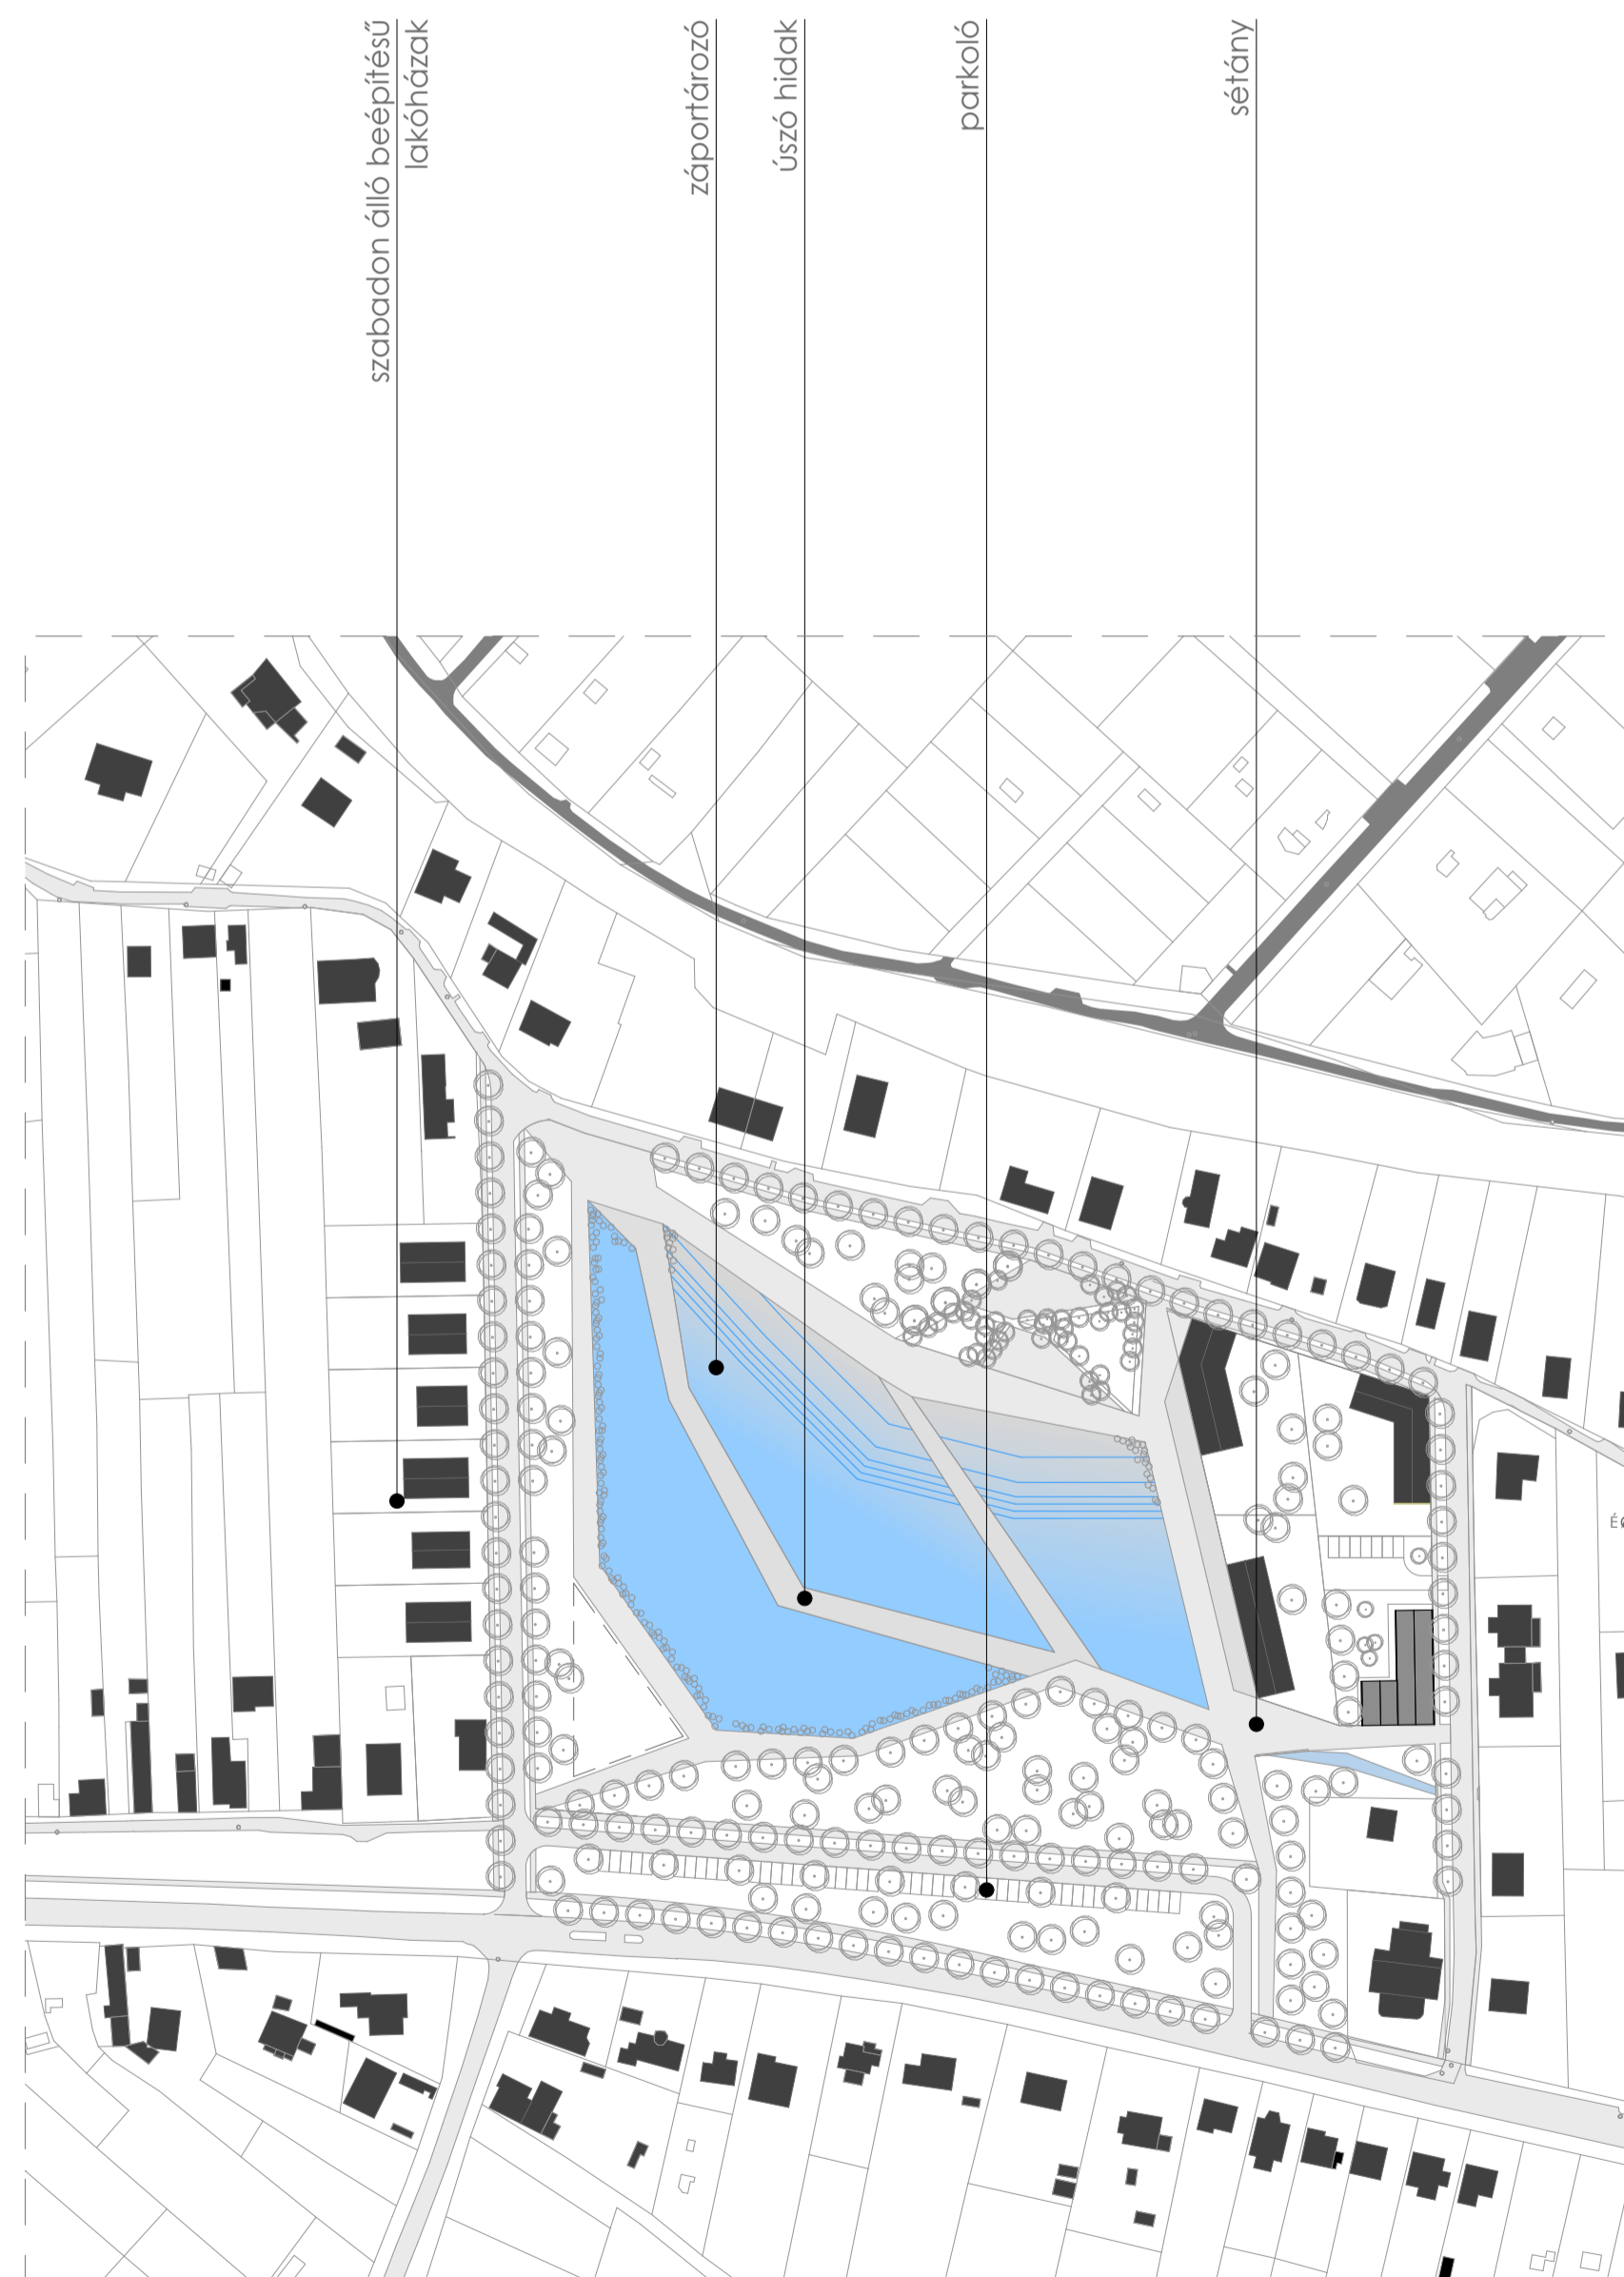 szabadon álló beépítésű
lakóházak
záportározó
úszó hidak
parkoló
sétány